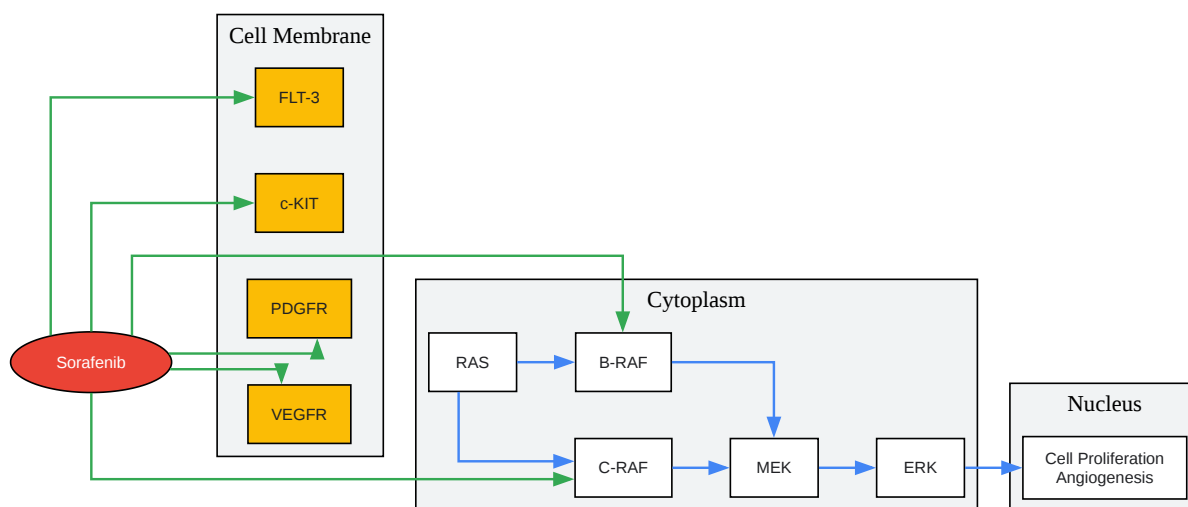 Cell Membrane
FLT-3
c-KIT
PDGFR
Sorafenib
VEGFR
Cytoplasm
RAS
B-RAF
C-RAF
MEK
ERK
Nucleus
Cell Proliferation
Angiogenesis